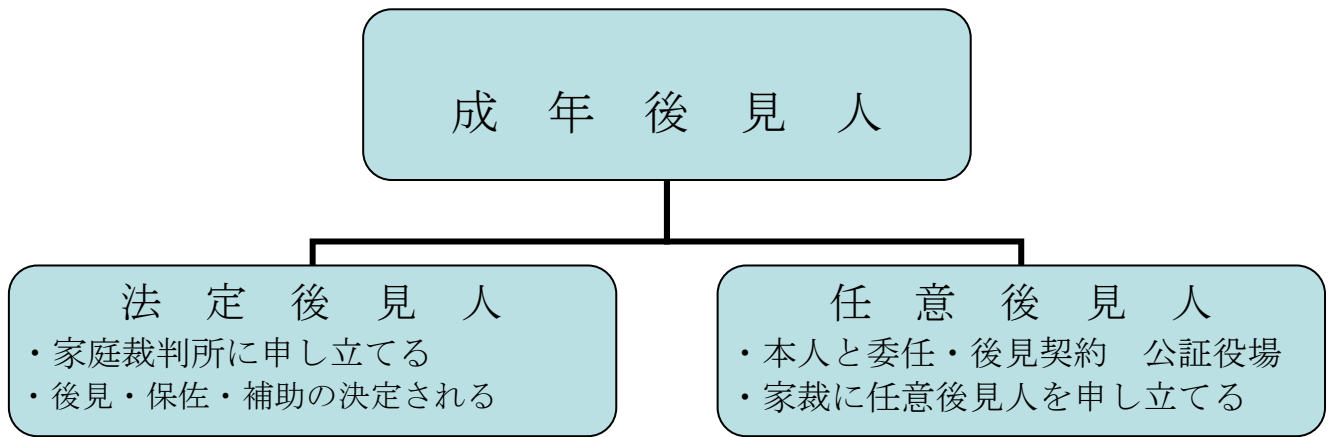 成年後見人
法定後見人
・家庭裁判所に申し立てる
・後見・保佐・補助の決定される
任意後見人
・本人と委任・後見契約　公証役場
・家裁に任意後見人を申し立てる